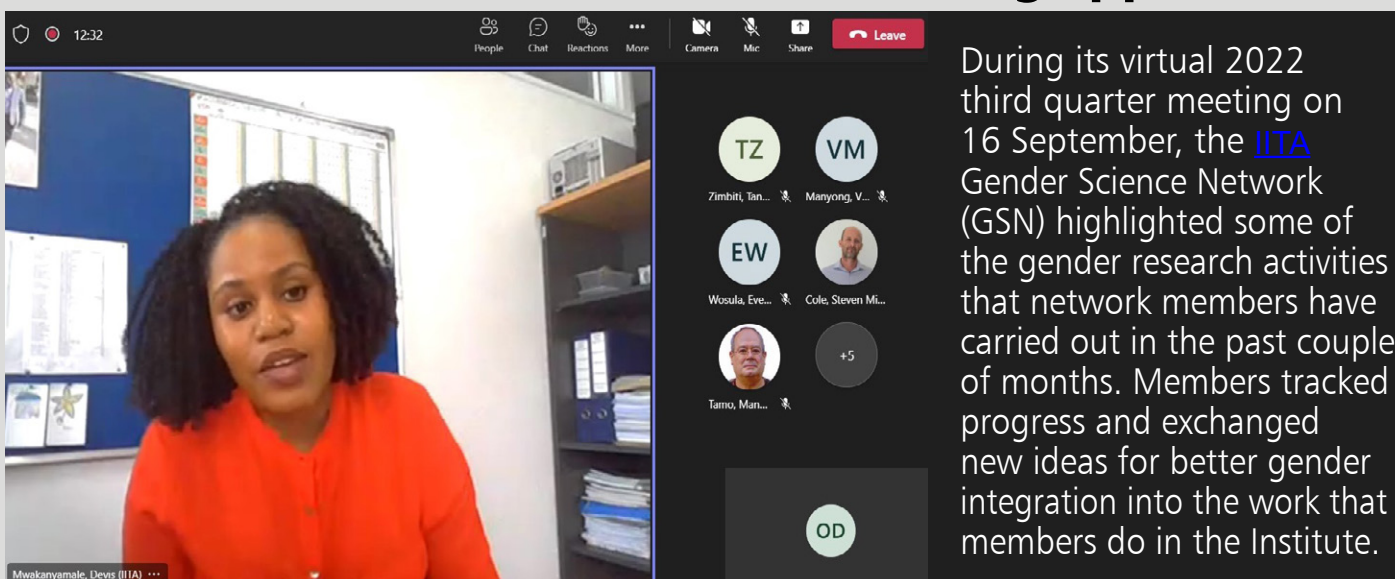 12:32
People Chat Reactions More Camera Mic Share Leave
TZ VM
Zimbiti, Tan... Manyong, V...
EW
Wosula, Eve... Cole, Steven Mi...
+5
Tamo, Man...
OD
Mwakanyamale, Devis (IITA) ...
During its virtual 2022
third quarter meeting on
16 September, the IITA
Gender Science Network
(GSN) highlighted some of
the gender research activities
that network members have
carried out in the past couple
of months. Members tracked
progress and exchanged
new ideas for better gender
integration into the work that
members do in the Institute.